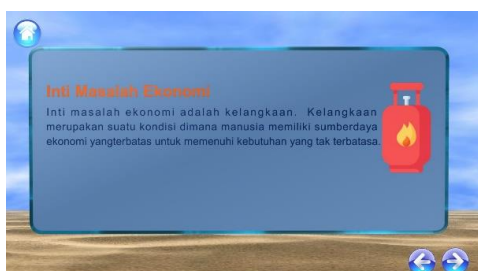 Inti Masalah Ekonomi
Inti masalah ekonomi adalah kelangkaan. Kelangkaan
merupakan suatu kondisi dimana manusia memiliki sumberdaya
ekonomi yangterbatas untuk memenuhi kebutuhan yang tak terbatasa.